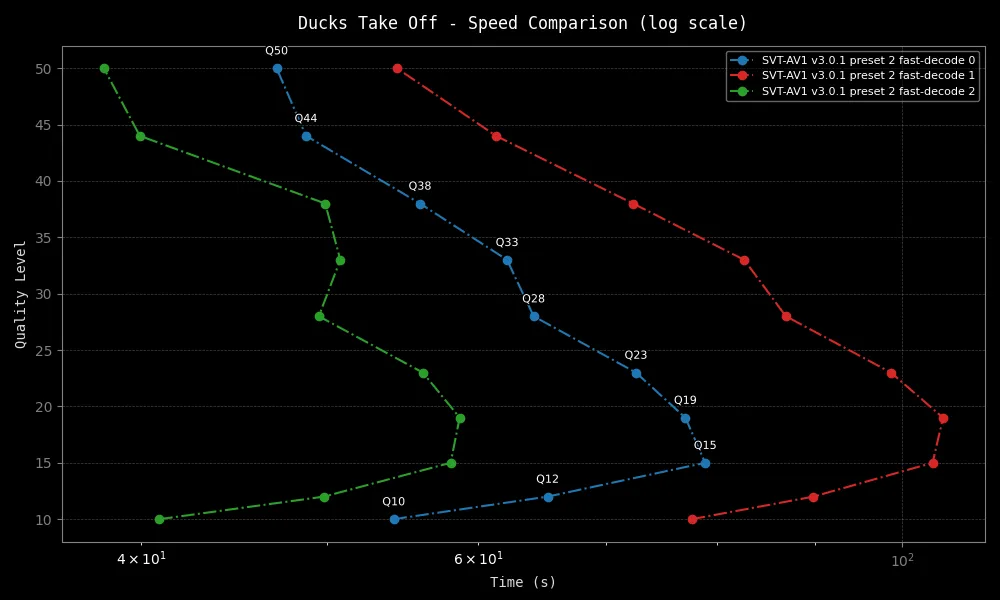 Ducks Take Off - Speed Comparison (log scale)
SVT-AV1 v3.0.1 preset 2 fast-decode 0
SVT-AV1 v3.0.1 preset 2 fast-decode 1
SVT-AV1 v3.0.1 preset 2 fast-decode 2
Quality Level
50
45
40
35
30
25
20
15
10
Q50
Q44
Q38
Q33
Q28
Q23
Q19
Q15
Q12
Q10
4 × 10¹
6 × 10¹
10²
Time (s)